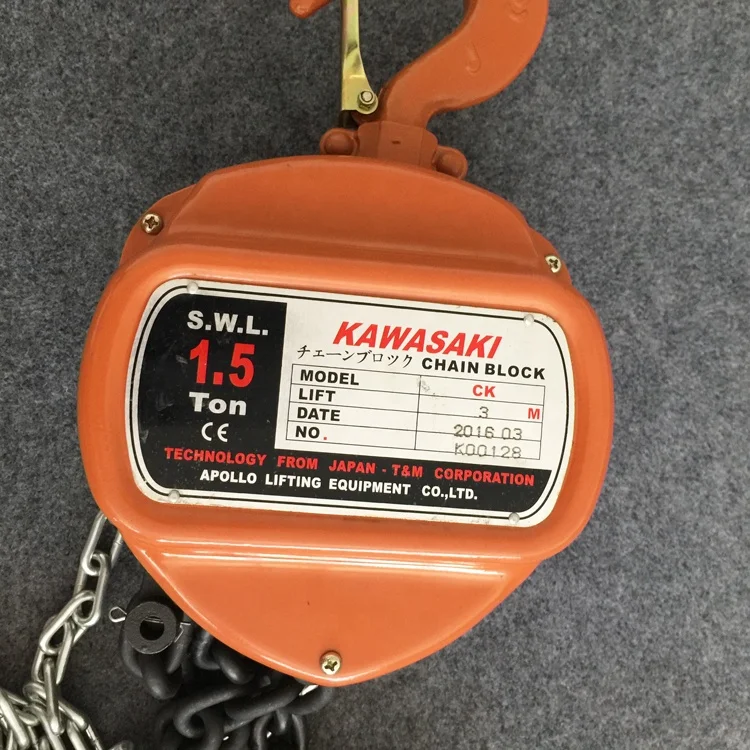 S.W.L.
1.5
Ton
CE
KAWASAKI
チェーンブロック CHAIN BLOCK
MODEL CK
LIFT 3 M
DATE 2016 03
NO. K00128
TECHNOLOGY FROM JAPAN - T&M CORPORATION
APOLLO LIFTING EQUIPMENT CO.,LTD.